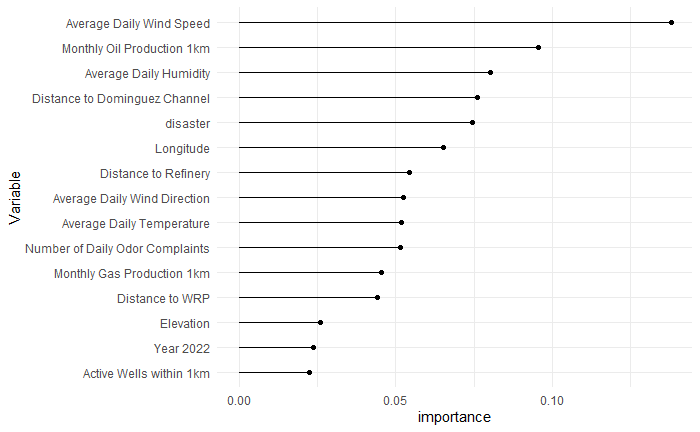 Average Daily Wind Speed
Monthly Oil Production 1km
Average Daily Humidity
Distance to Dominguez Channel
disaster
Longitude
Distance to Refinery
Average Daily Wind Direction
Average Daily Temperature
Number of Daily Odor Complaints
Monthly Gas Production 1km
Distance to WRP
Elevation
Year 2022
Active Wells within 1km
Variable
0.00 0.05 0.10
importance